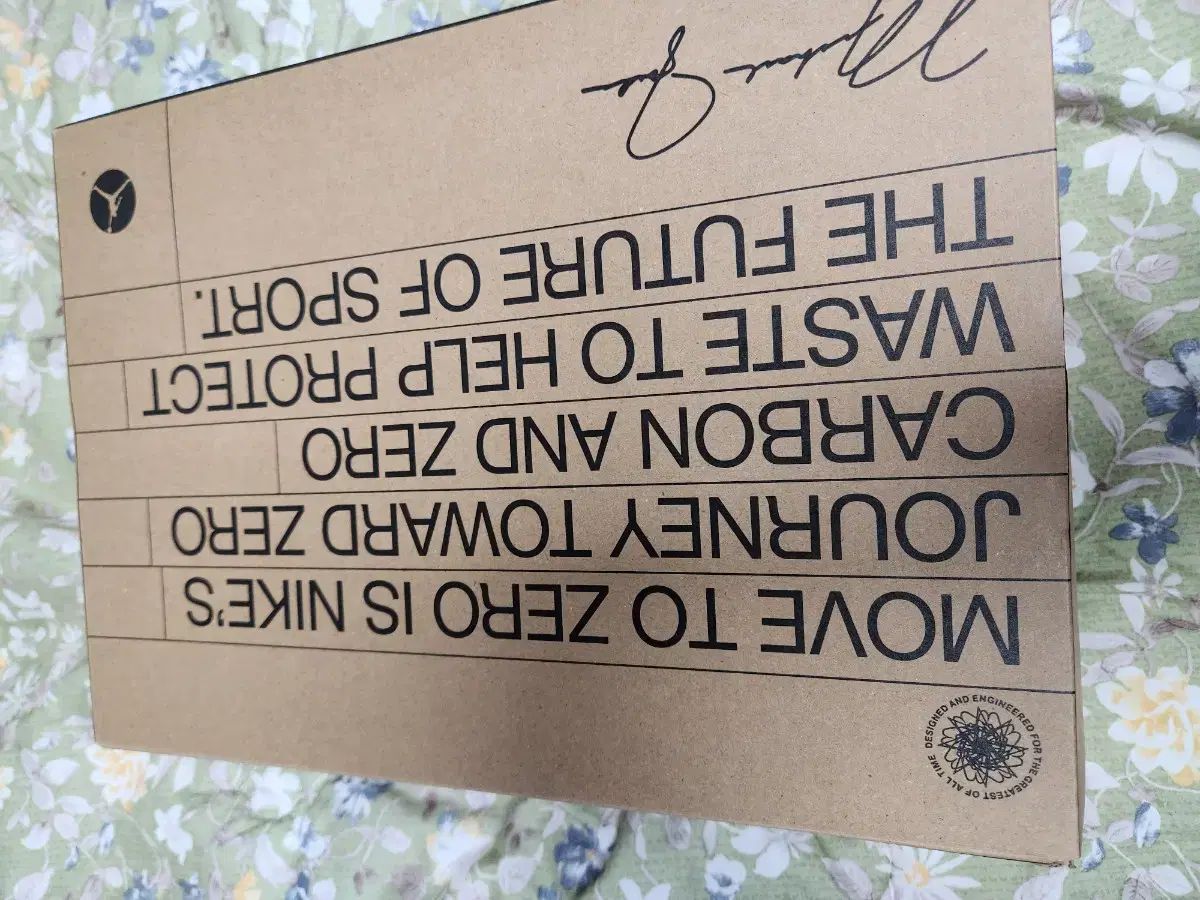 DESIGNED AND ENGINEERED FOR THE GREATEST OF ALL TIME
MOVE TO ZERO IS NIKE'S
JOURNEY TOWARD ZERO
CARBON AND ZERO
WASTE TO HELP PROTECT
THE FUTURE OF SPORT.